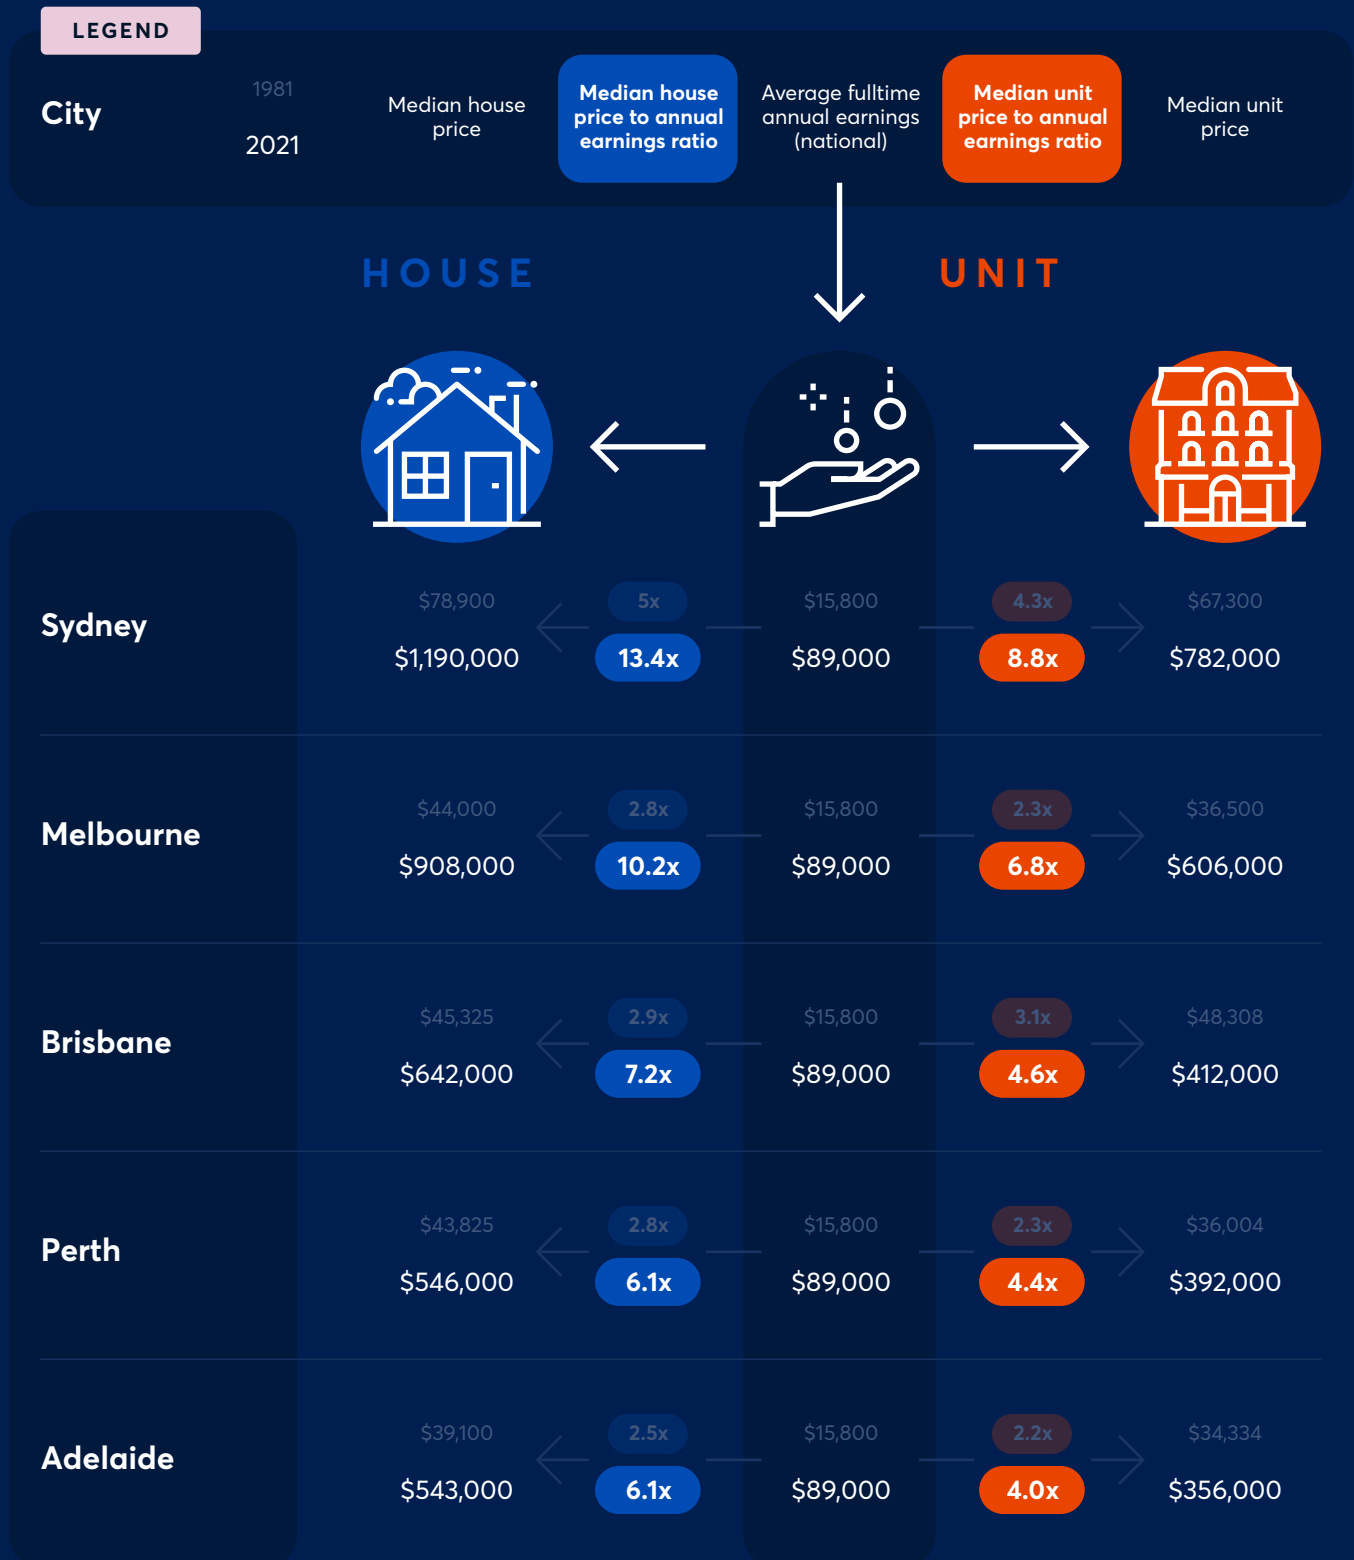 LEGEND
City
1981
2021
Median house
price
Median house
price to annual
earnings ratio
Average fulltime
annual earnings
(national)
Median unit
price to annual
earnings ratio
Median unit
price
HOUSE
UNIT
Sydney
$78,900 5x $15,800 4.3x $67,300
$1,190,000 13.4x $89,000 8.8x $782,000
Melbourne
$44,000 2.8x $15,800 2.3x $36,500
$908,000 10.2x $89,000 6.8x $606,000
Brisbane
$45,325 2.9x $15,800 3.1x $48,308
$642,000 7.2x $89,000 4.6x $412,000
Perth
$43,825 2.8x $15,800 2.3x $36,004
$546,000 6.1x $89,000 4.4x $392,000
Adelaide
$39,100 2.5x $15,800 2.2x $34,334
$543,000 6.1x $89,000 4.0x $356,000